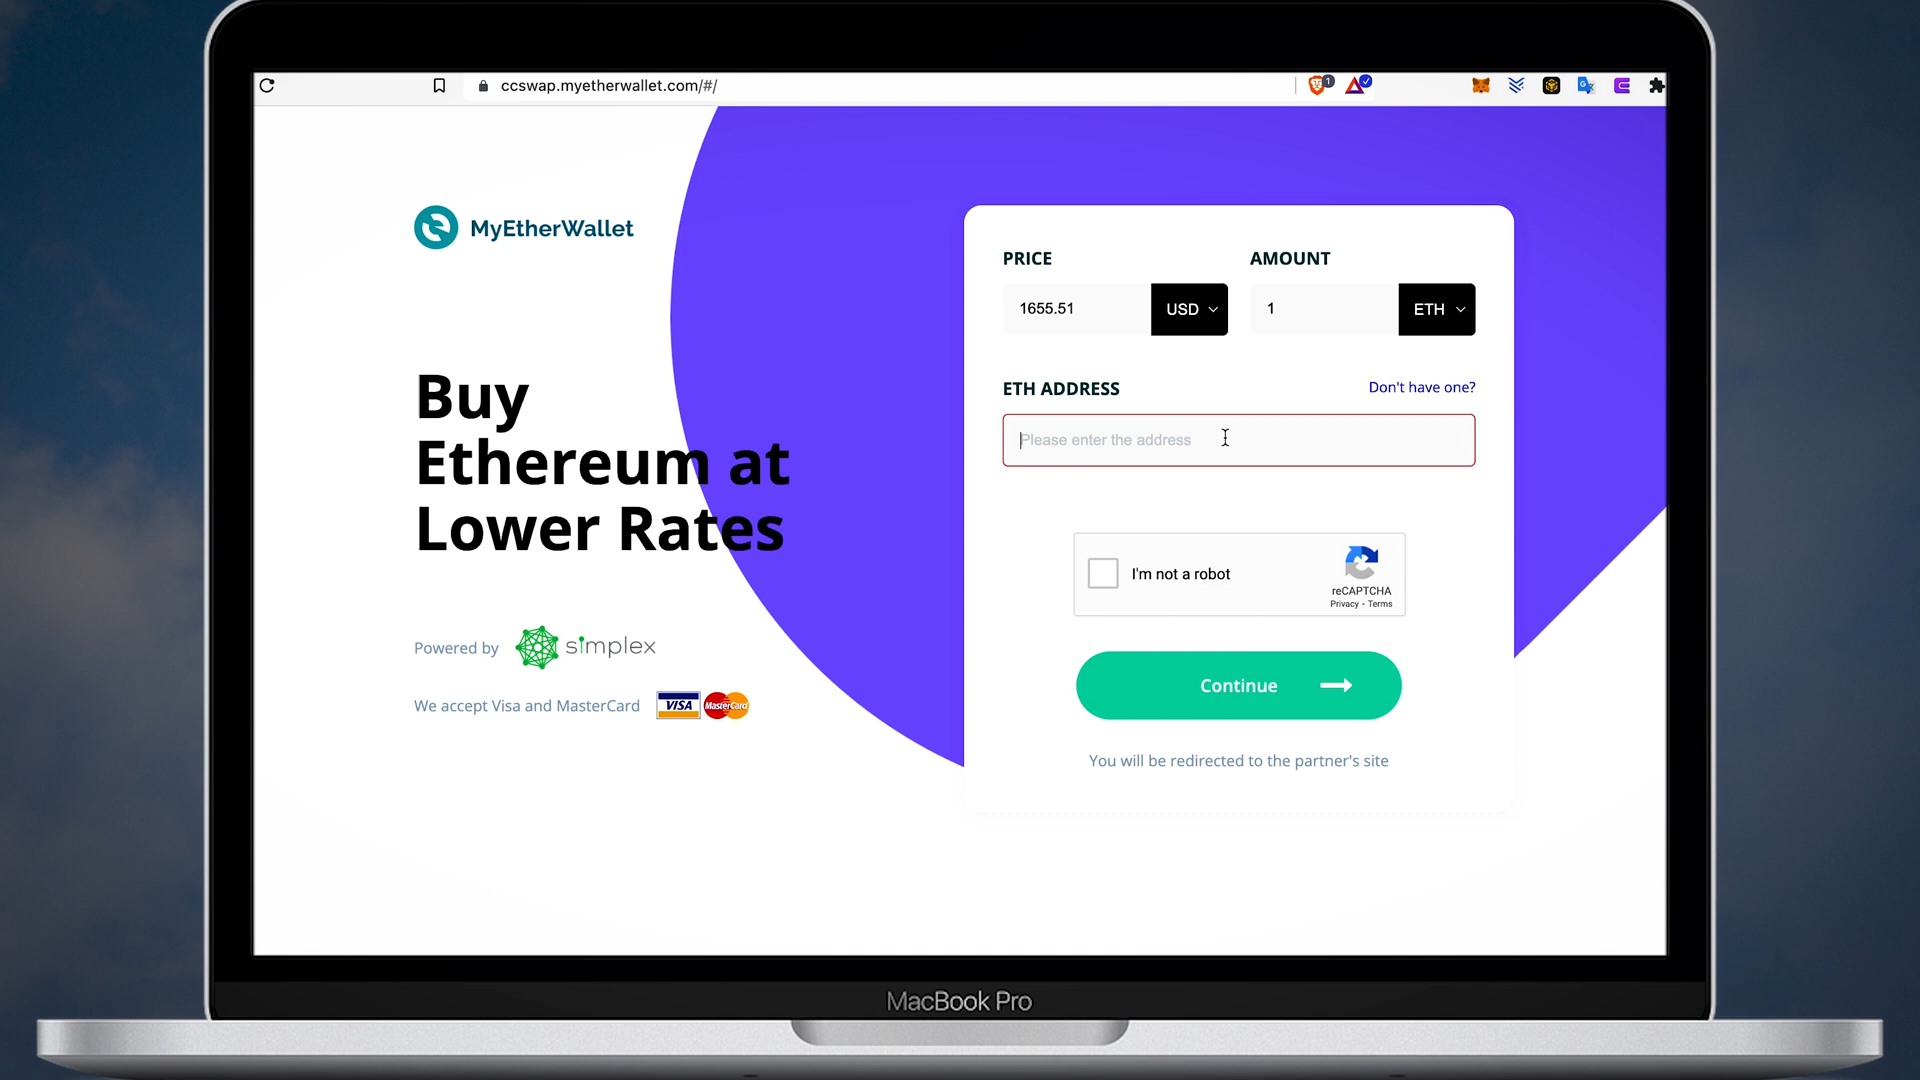 ccswap.myetherwallet.com/#/
1
MyEtherWallet
Buy
Ethereum at
Lower Rates
Powered by simplex
We accept Visa and MasterCard VISA MasterCard
PRICE AMOUNT
1655.51 USD 1 ETH
ETH ADDRESS Don't have one?
Please enter the address
I'm not a robot
reCAPTCHA
Privacy - Terms
Continue
You will be redirected to the partner's site
MacBook Pro